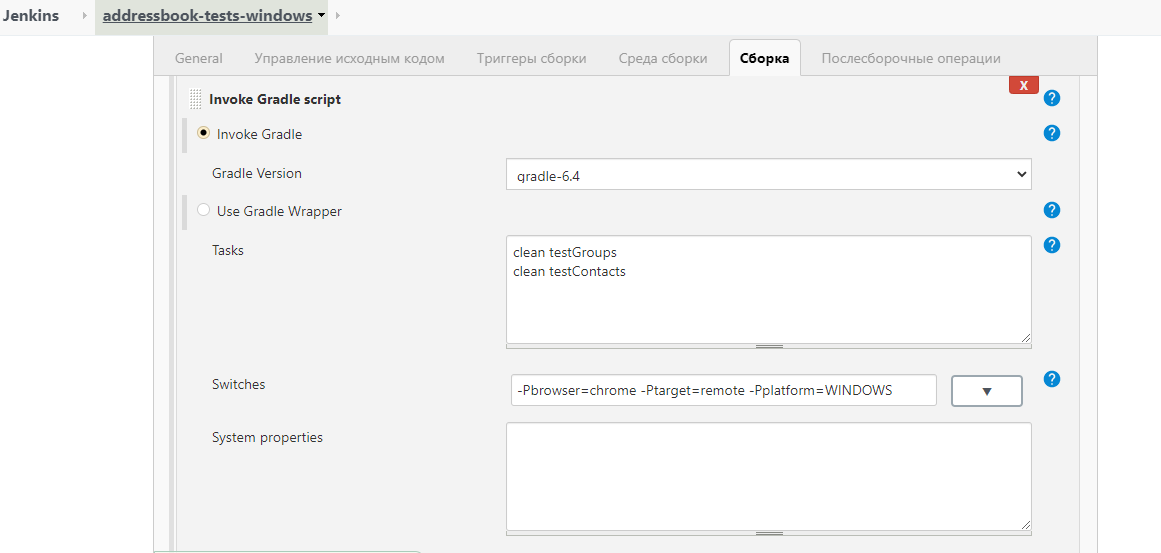 Jenkins addressbook-tests-windows
General Управление исходным кодом Триггеры сборки Среда сборки Сборка Послесборочные операции
X
Invoke Gradle script ?
Invoke Gradle ?
Gradle Version gradle-6.4
Use Gradle Wrapper ?
Tasks clean testGroups ?
clean testContacts
Switches -Pbrowser=chrome -Ptarget=remote -Pplatform=WINDOWS ?
System properties